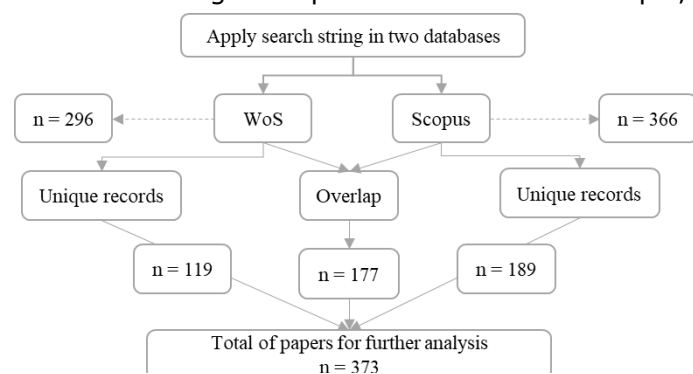 Apply search string in two databases
n = 296
WoS
Scopus
n = 366
Unique records
Overlap
Unique records
n = 119
n = 177
n = 189
Total of papers for further analysis
n = 373